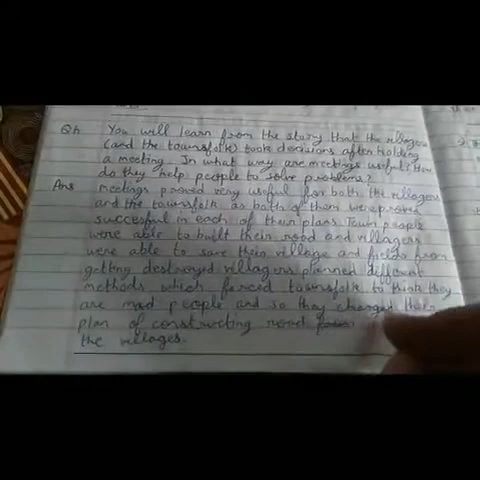 Q4 You will learn from the story that the villagers
(and the townsfolk) took decisions after holding
a meeting. In what way are meetings useful? How
do they help people to solve problems?
Ans meetings proved very useful for both the villagers
and the townsfolk as both of them were proved
successful in each of their plans. Town people
were able to built their road and villagers
were able to save their village and fields from
getting destroyed villagers planned different
methods which forced townsfolk to think they
are mad people and so they changed their
plan of constructing road
the villages.